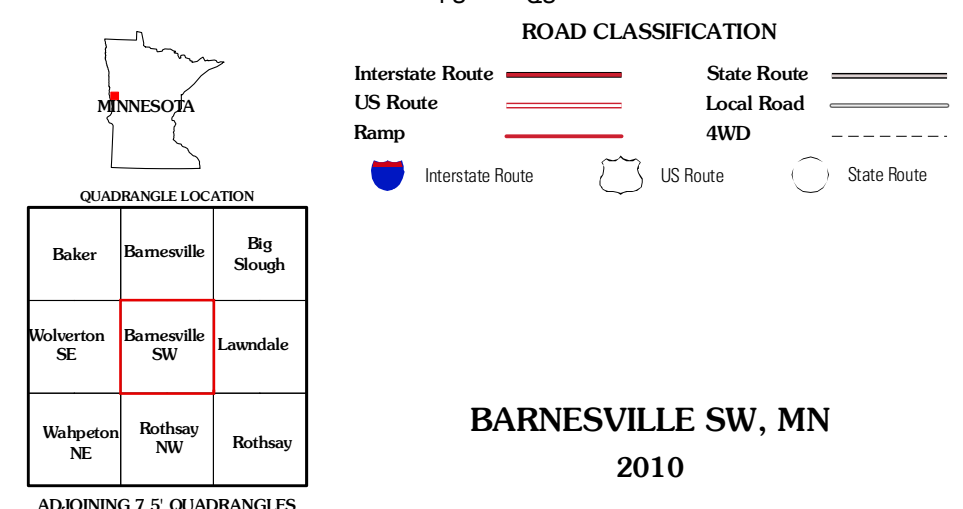 ROAD CLASSIFICATION
Interstate Route
State Route
US Route
Local Road
Ramp
4WD
Interstate Route
US Route
State Route
MINNESOTA
QUADRANGLE LOCATION
Baker
Barnesville
Big
Slough
Wolverton
SE
Barnesville
SW
Lawndale
Wahpeton
NE
Rothsay
NW
Rothsay
ADJOINING 7.5' QUADRANGLES
BARNESVILLE SW, MN
2010